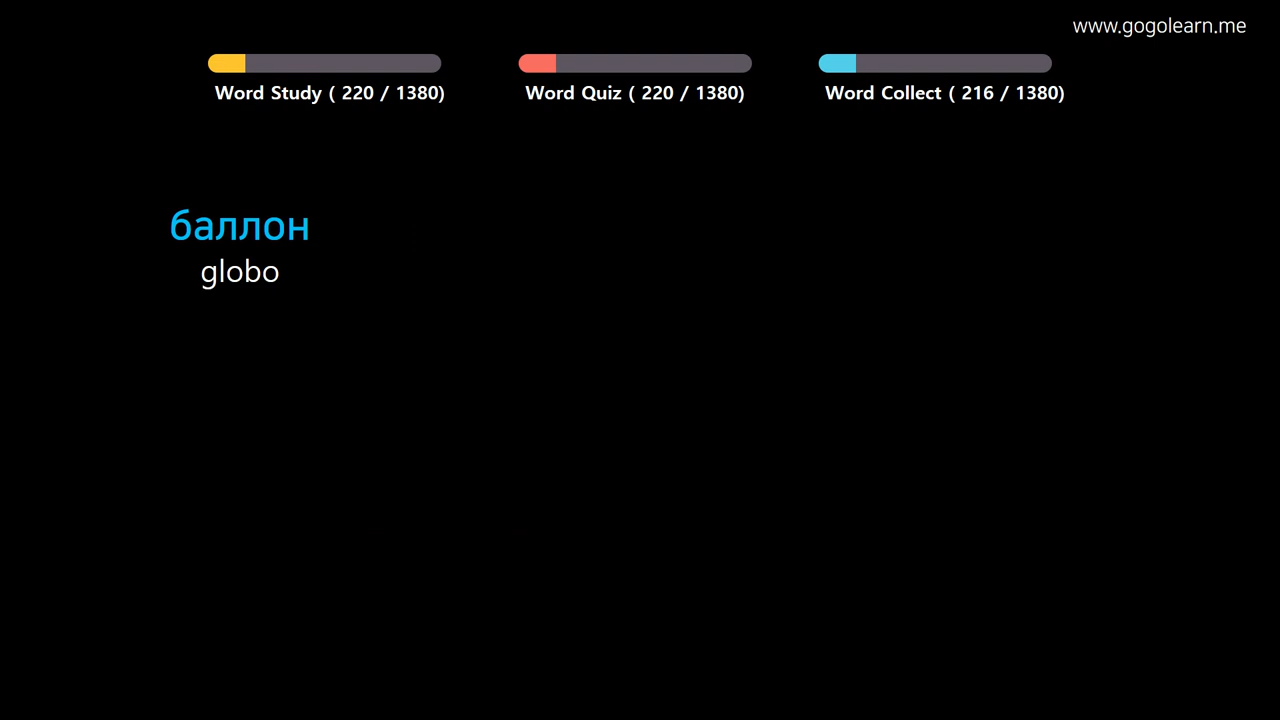 www.gogolearn.me
Word Study ( 220 / 1380)
Word Quiz ( 220 / 1380)
Word Collect ( 216 / 1380)
баллон
globo